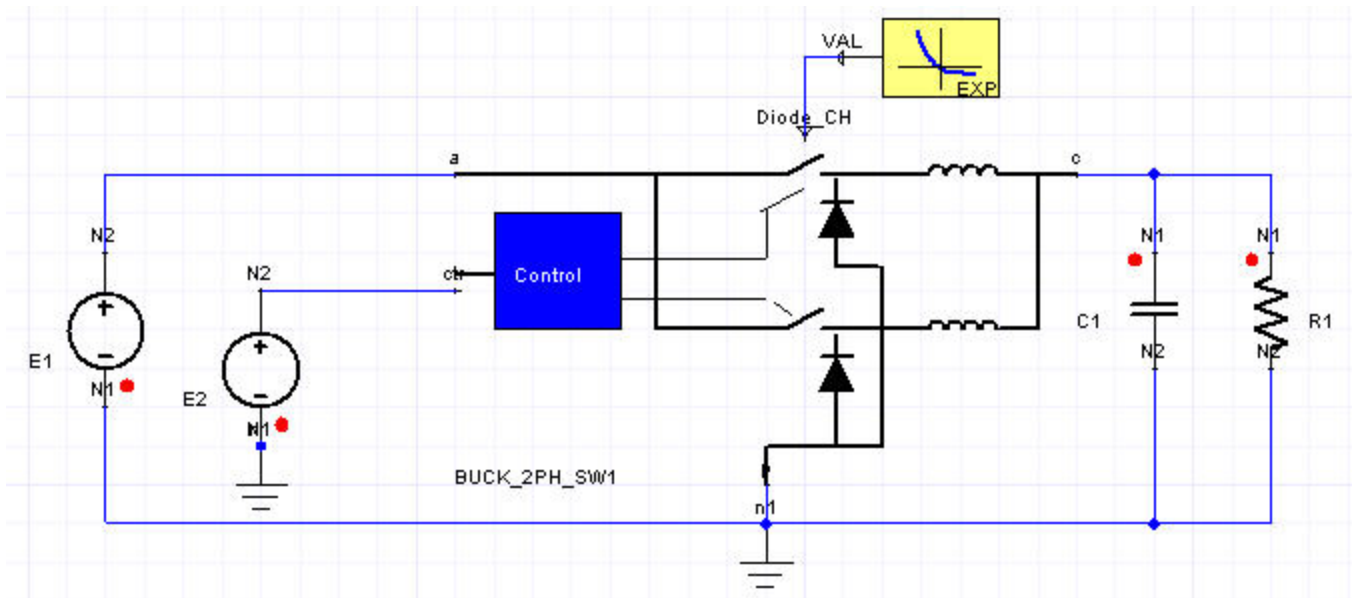 VAL
EXP
Diode_CH
a
c
N2
N1
N1
N2
ctr
Control
C1
R1
E1
N2
N2
N1
E2
N1
BUCK_2PH_SW1
n1